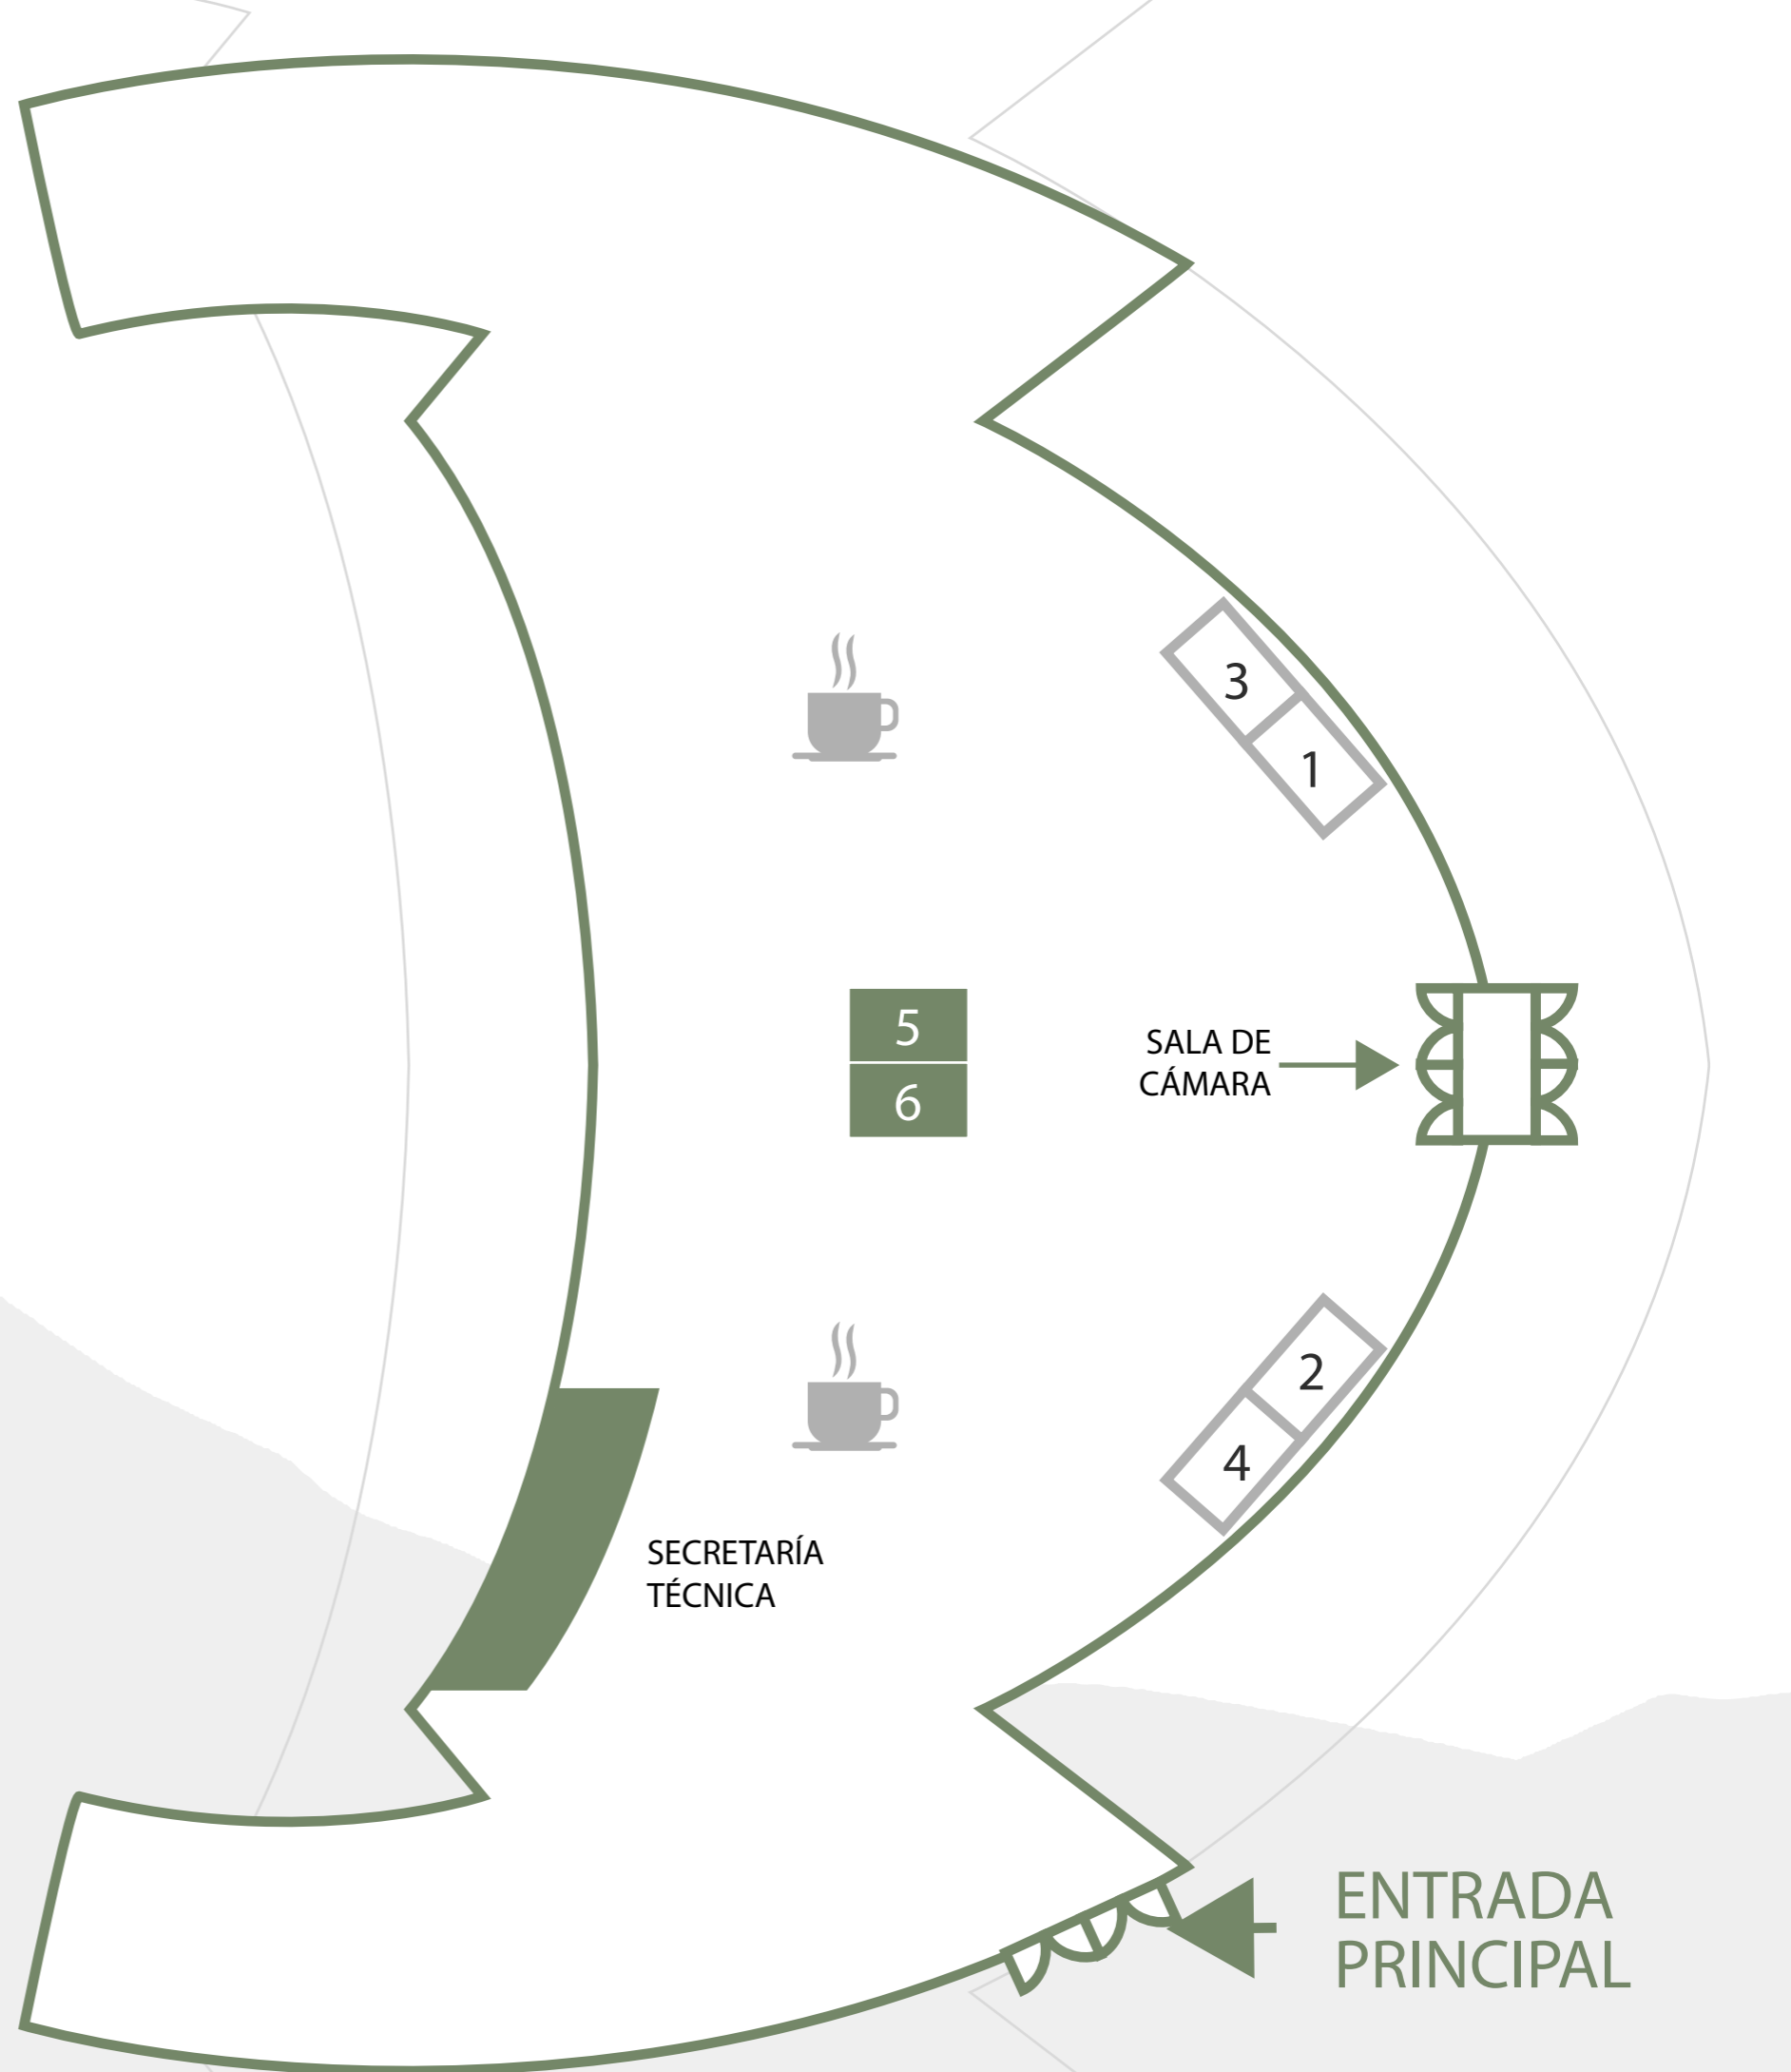 3
1
5
6
SALA DE
CÁMARA
2
4
SECRETARÍA
TÉCNICA
ENTRADA
PRINCIPAL